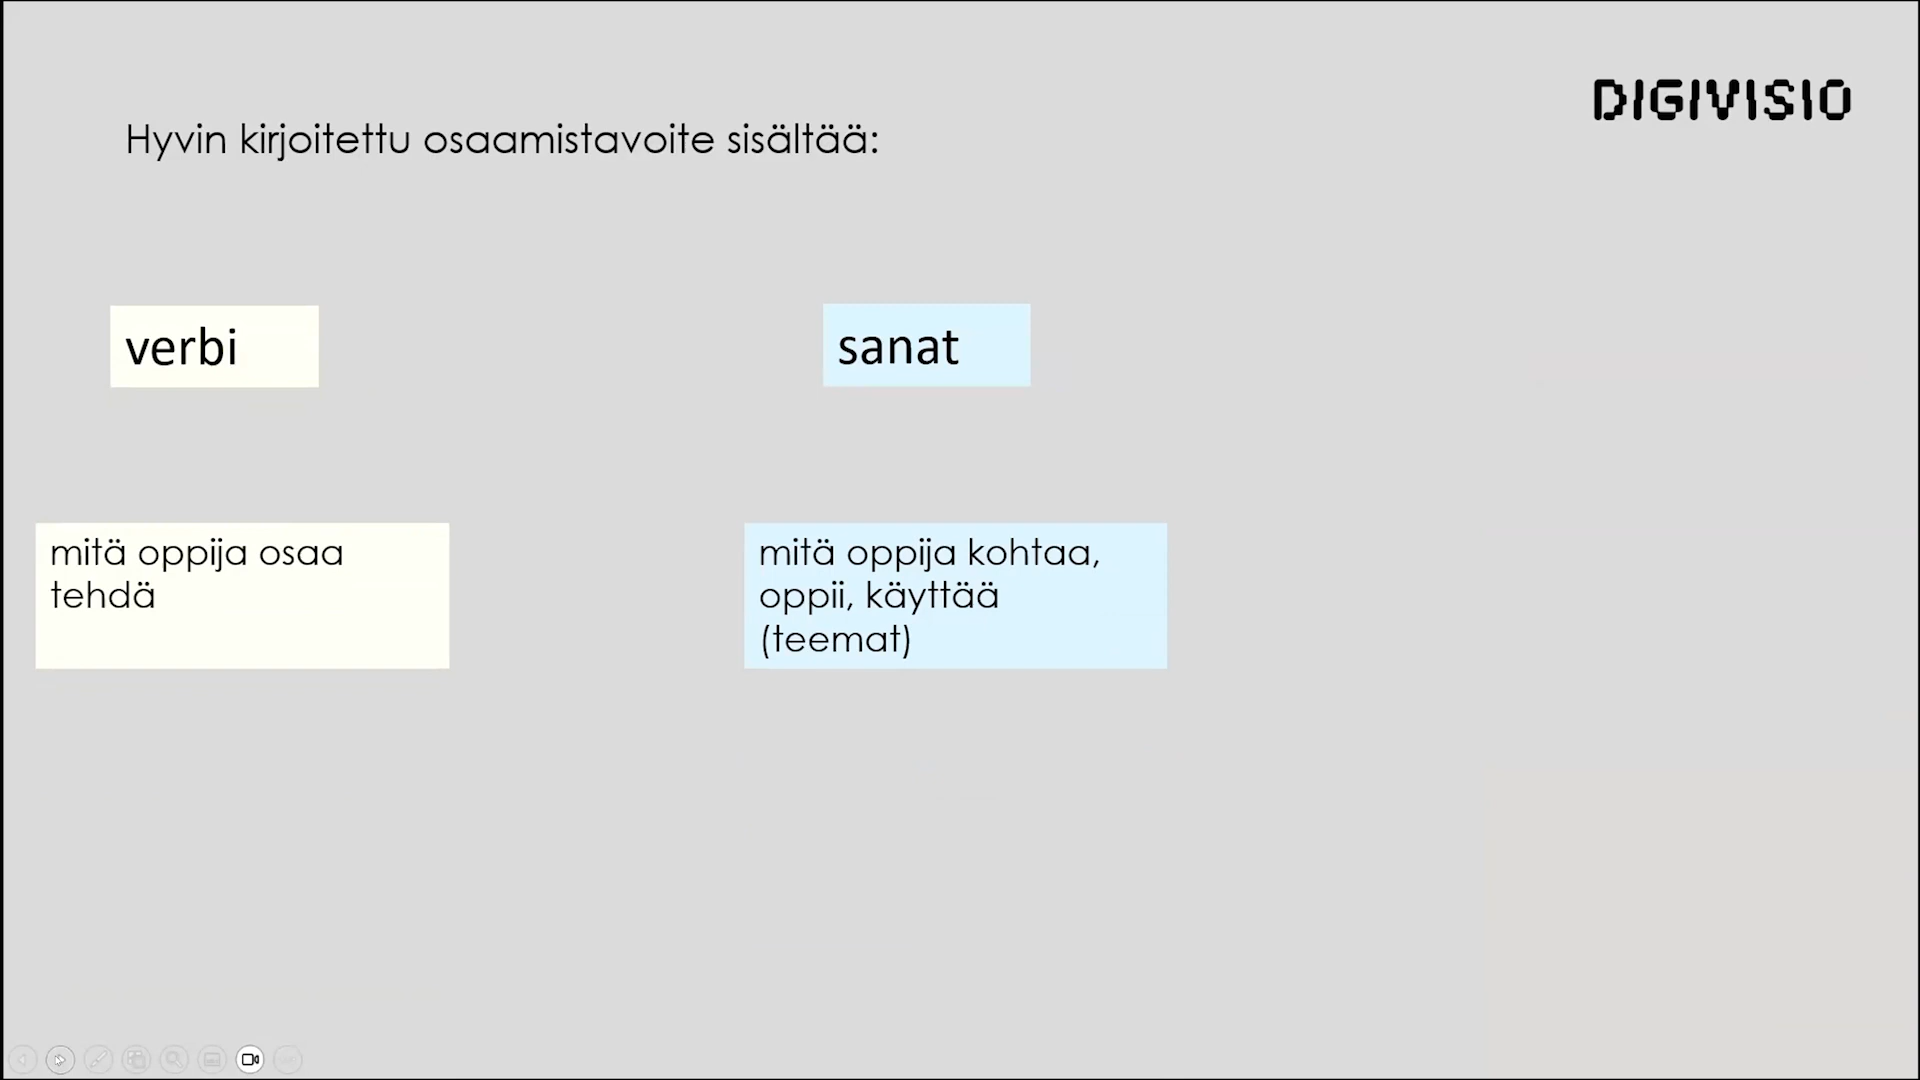 DIGIVISIO
Hyvin kirjoitettu osaamistavoite sisältää:
verbi
sanat
mitä oppija osaa
tehdä
mitä oppija kohtaa,
oppii, käyttää
(teemat)